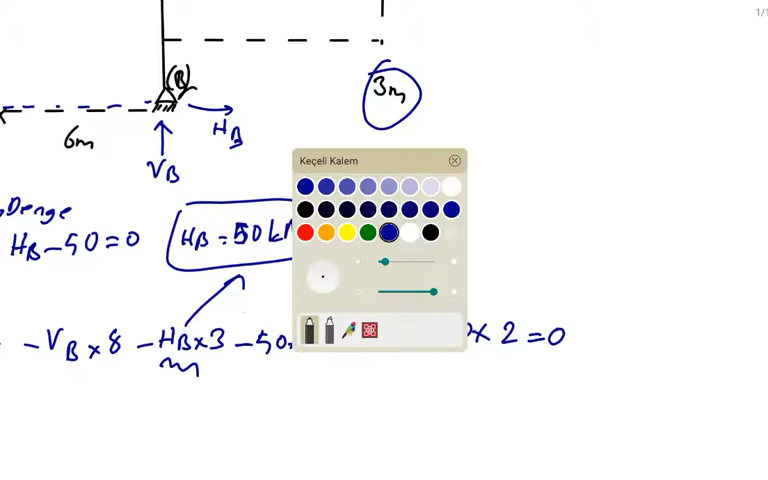 1/1
(B)
3m
6m
HB
VB
Keçeli Kalem
Denge
HB - 50 = 0
HB = 50 k
- VB × 8 - HB × 3 - 50
× 2 = 0